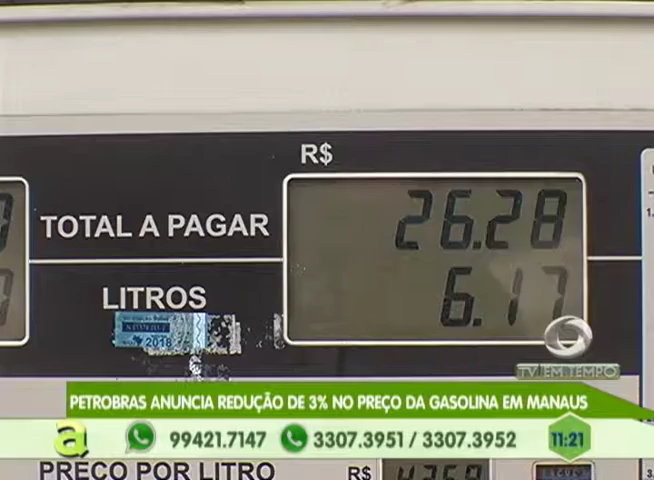 R$
TOTAL A PAGAR 26.28
LITROS 6.17
2018
TV EM TEMPO
PETROBRAS ANUNCIA REDUÇÃO DE 3% NO PREÇO DA GASOLINA EM MANAUS
a 99421.7147 3307.3951 / 3307.3952 11:21
PREÇO POR LITRO R$